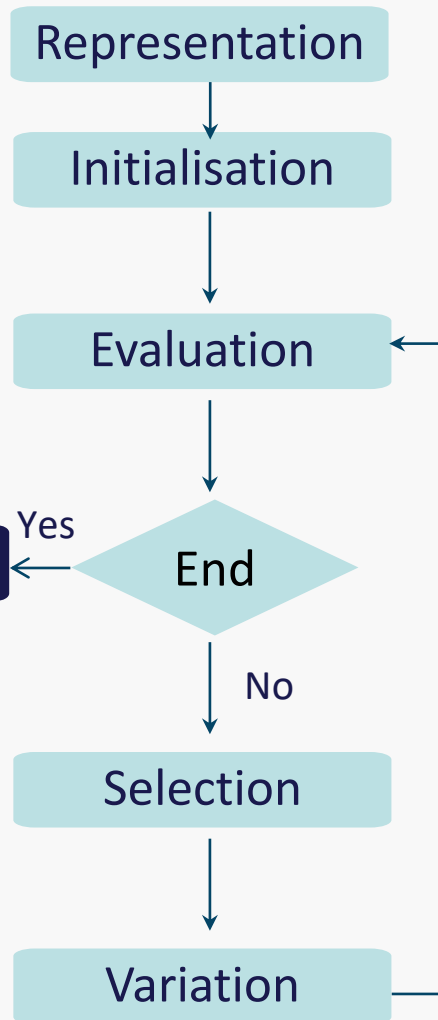 Representation
Initialisation
Evaluation
Yes
End
No
Selection
Variation